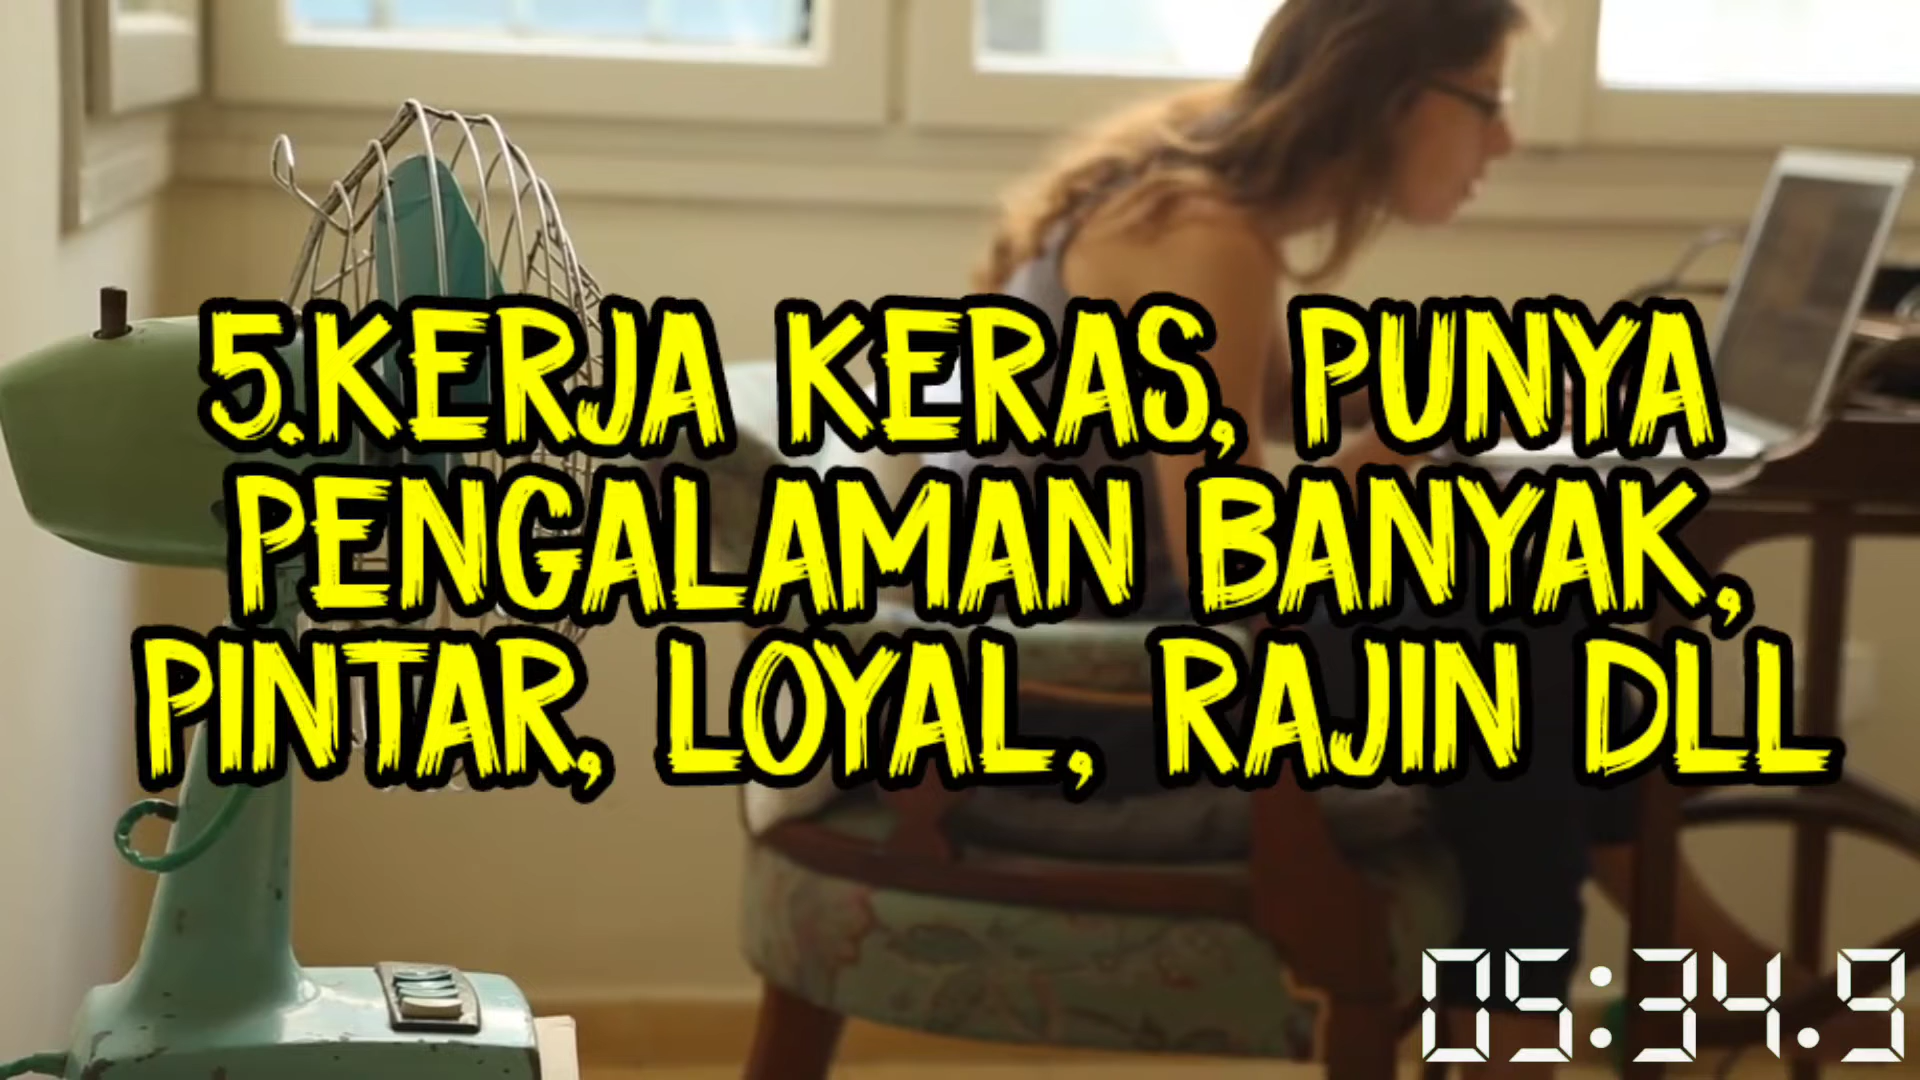 5.KERJA KERAS, PUNYA
PENGALAMAN BANYAK,
PINTAR, LOYAL, RAJIN DLL
05:34.9